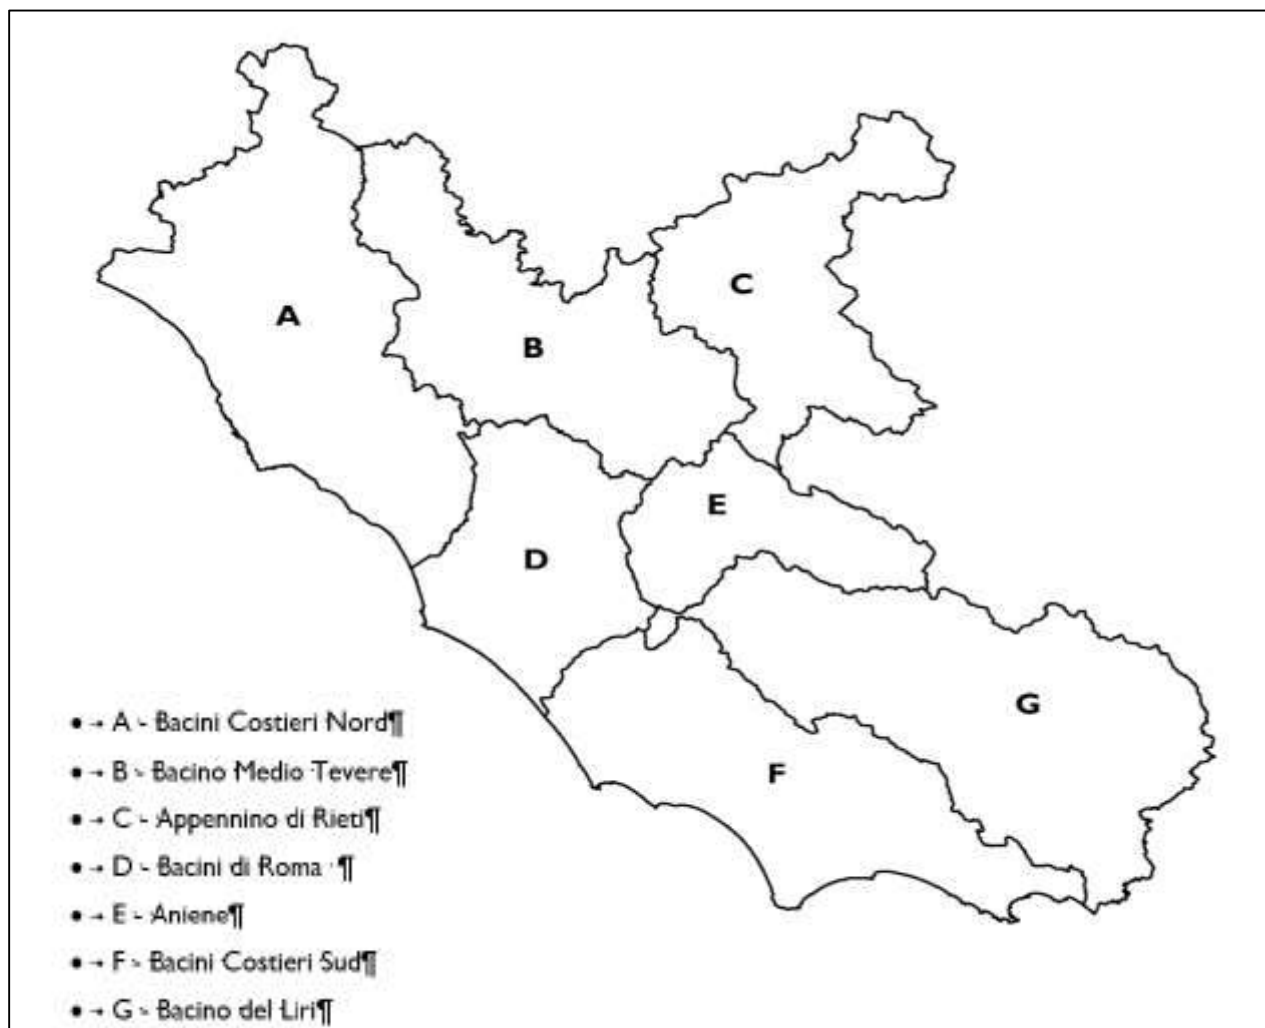 A
B
C
D
E
F
G
•→ A - Bacini Costieri Nord¶
•→ B - Bacino Medio Tevere¶
•→ C - Appennino di Rieti¶
•→ D - Bacini di Roma ¶
•→ E - Aniene¶
•→ F - Bacini Costieri Sud¶
•→ G - Bacino del Liri¶